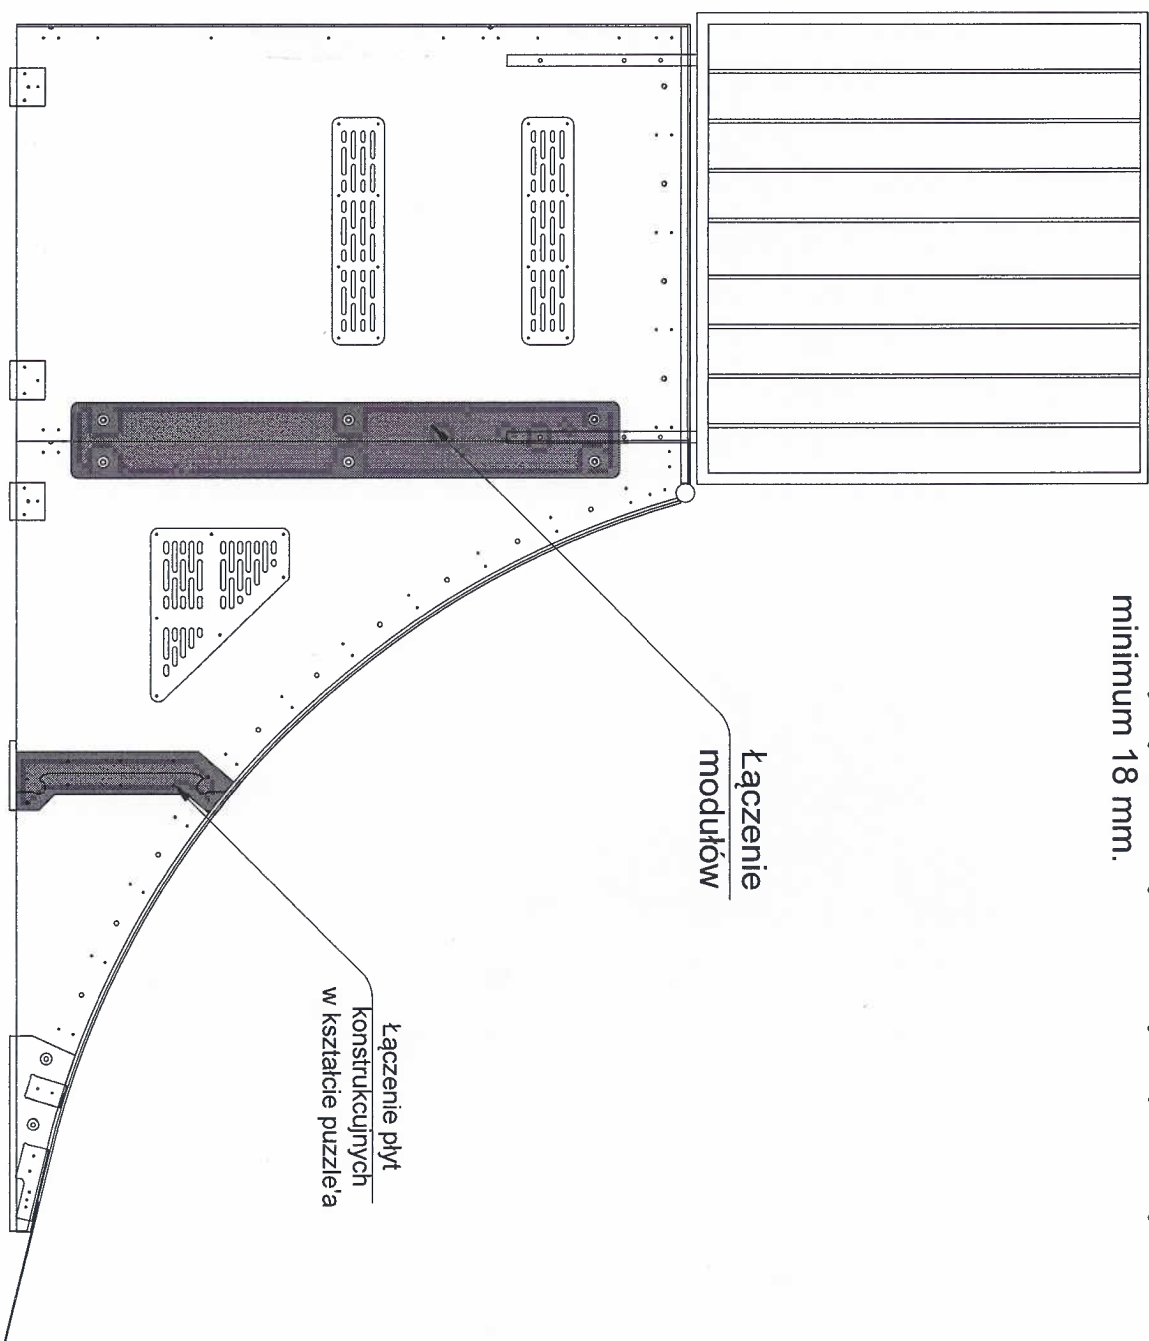 minimum 18 mm.
Łączenie
modułów
Łączenie płyt
konstrukcujnych
w kształcie puzzle'a